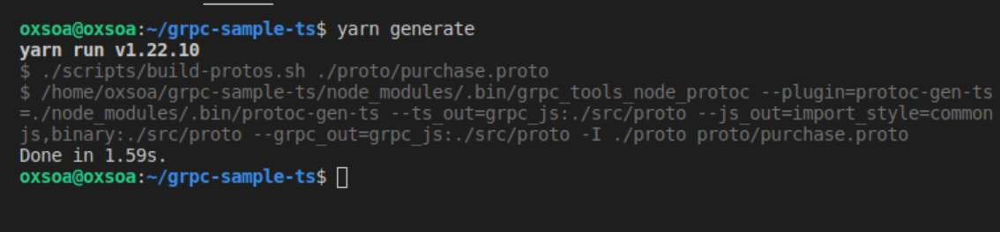 oxsoa@oxsoa:~/grpc-sample-ts$ yarn generate
yarn run v1.22.10
$ ./scripts/build-protos.sh ./proto/purchase.proto
$ /home/oxsoa/grpc-sample-ts/node_modules/.bin/grpc_tools_node_protoc --plugin=protoc-gen-ts
=./node_modules/.bin/protoc-gen-ts --ts_out=grpc_js:./src/proto --js_out=import_style=common
js,binary:./src/proto --grpc_out=grpc_js:./src/proto -I ./proto proto/purchase.proto
Done in 1.59s.
oxsoa@oxsoa:~/grpc-sample-ts$